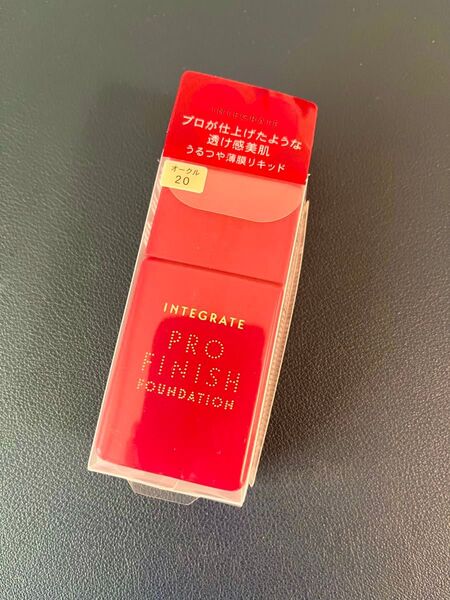 プロが仕上げたような
透け感美肌
うるつや薄膜リキッド
オークル
20
INTEGRATE
PRO
FINISH
FOUNDATION